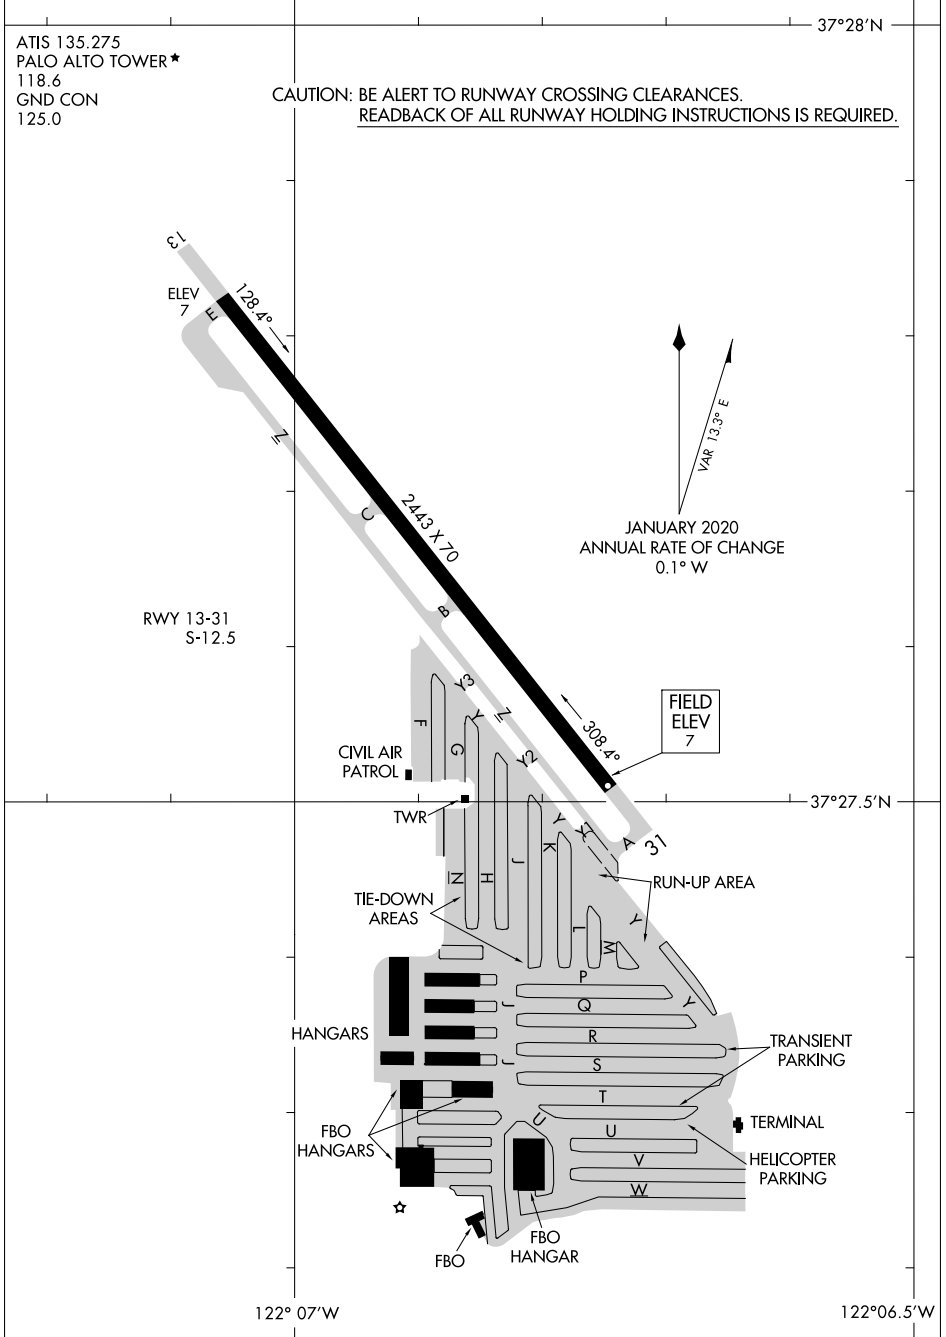 37°28'N
ATIS 135.275
PALO ALTO TOWER★
118.6
GND CON
125.0
CAUTION: BE ALERT TO RUNWAY CROSSING CLEARANCES.
READBACK OF ALL RUNWAY HOLDING INSTRUCTIONS IS REQUIRED.
13
ELEV
7
E
128.4°
VAR 13.3° E
Z
C
2443 X 70
JANUARY 2020
ANNUAL RATE OF CHANGE
0.1° W
B
RWY 13-31
S-12.5
Y3
Z
F
Y
G
308.4°
FIELD
ELEV
7
CIVIL AIR
PATROL
Y2
37°27.5'N
TWR
Y
Y1
A
31
K
J
N
H
RUN-UP AREA
TIE-DOWN
AREAS
L
M
Y
P
J
Q
Y
HANGARS
R
TRANSIENT
PARKING
J
S
T
U
TERMINAL
FBO
HANGARS
U
V
HELICOPTER
PARKING
W
FBO
FBO
HANGAR
122° 07'W
122°06.5'W